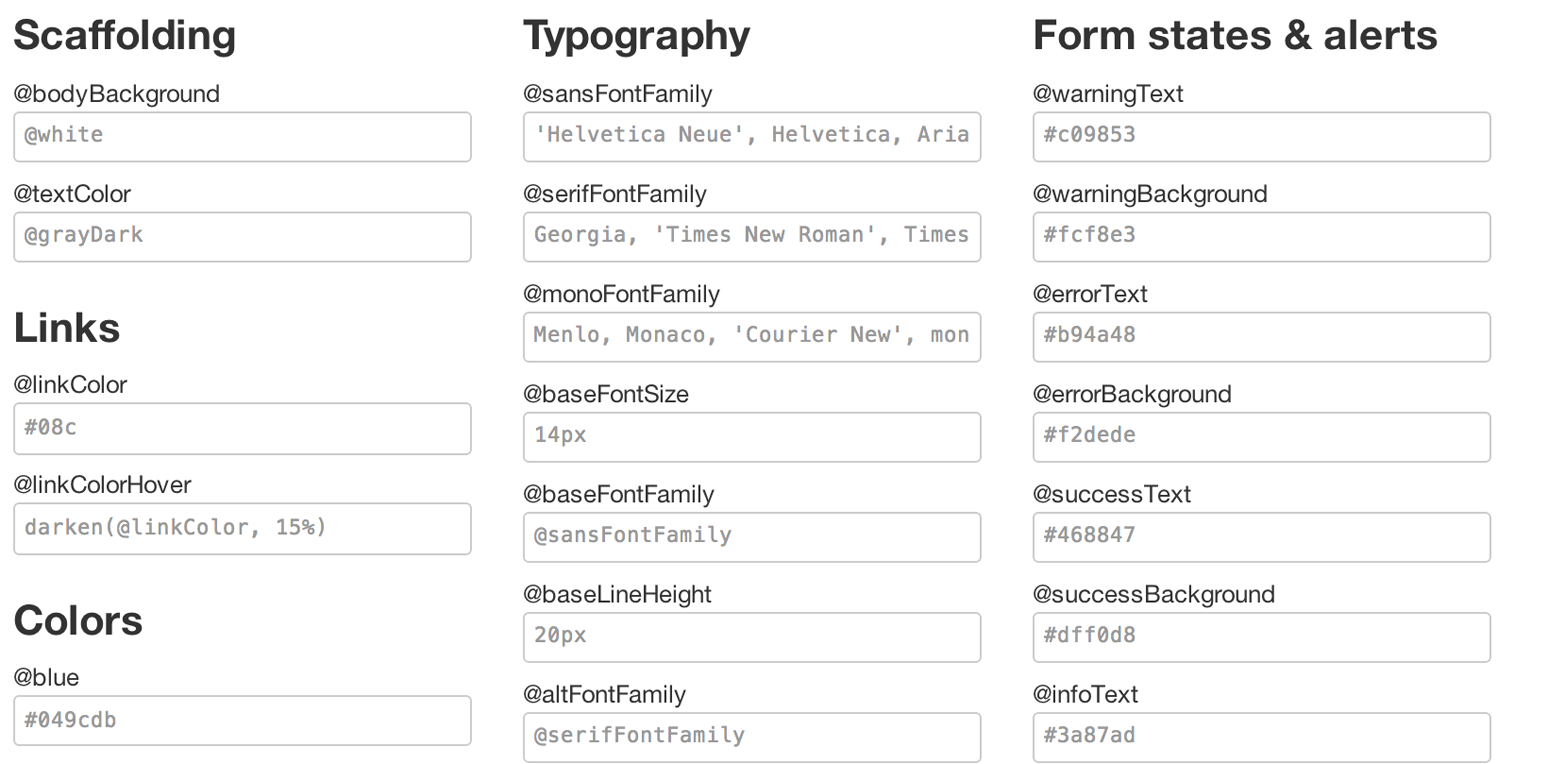 Scaffolding
@bodyBackground
@white
@textColor
@grayDark
Links
@linkColor
#08c
@linkColorHover
darken(@linkColor, 15%)
Colors
@blue
#049cdb
Typography
@sansFontFamily
'Helvetica Neue', Helvetica, Aria
@serifFontFamily
Georgia, 'Times New Roman', Times
@monoFontFamily
Menlo, Monaco, 'Courier New', mon
@baseFontSize
14px
@baseFontFamily
@sansFontFamily
@baseLineHeight
20px
@altFontFamily
@serifFontFamily
Form states & alerts
@warningText
#c09853
@warningBackground
#fcf8e3
@errorText
#b94a48
@errorBackground
#f2dede
@successText
#468847
@successBackground
#dff0d8
@infoText
#3a87ad